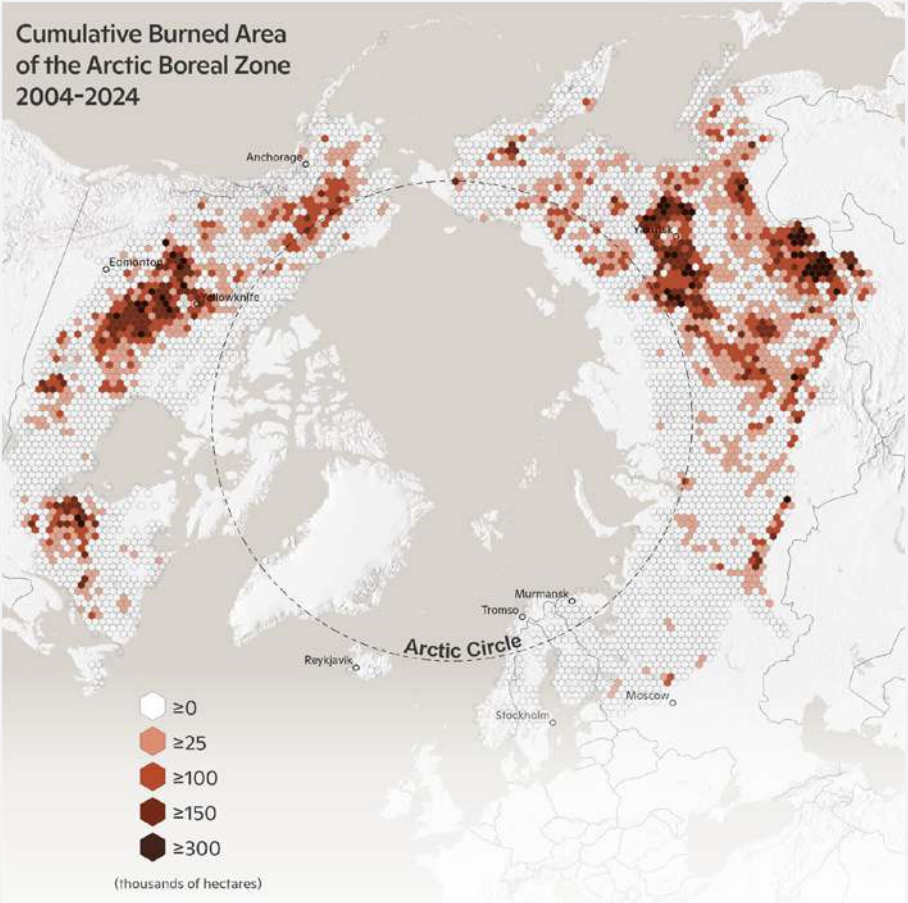 Cumulative Burned Area
of the Arctic Boreal Zone
2004–2024
Anchorage
Yakutsk
Edmonton
Yellowknife
Murmansk
Tromso
Arctic Circle
Reykjavik
Moscow
Stockholm
≥0
≥25
≥100
≥150
≥300
(thousands of hectares)